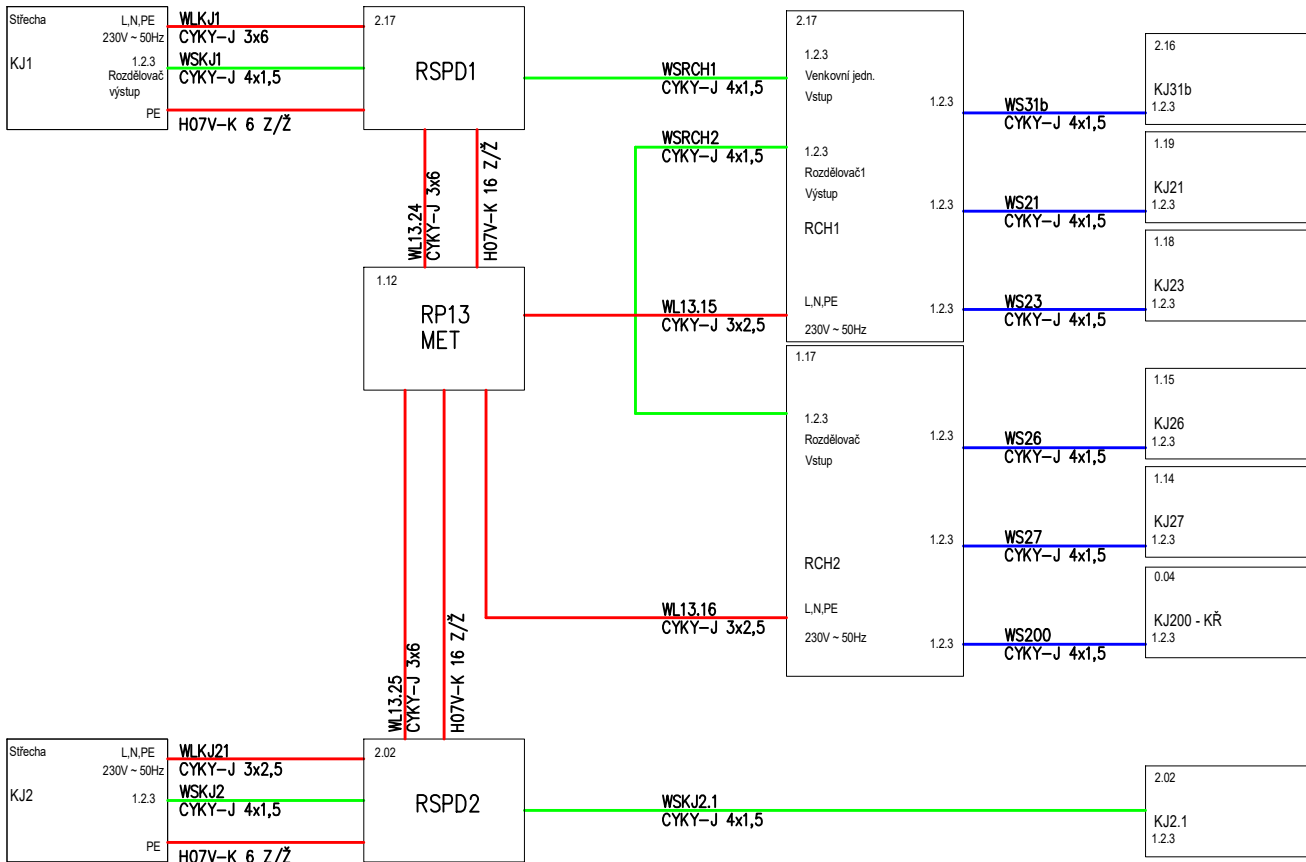 Střecha
L,N,PE
230V ~ 50Hz
KJ1
1.2.3
Rozdělovač
výstup
PE
WLKJ1
CYKY-J 3x6
WSKJ1
CYKY-J 4x1,5
H07V-K 6 Z/Ž
2.17
RSPD1
WL13.24
CYKY-J 3x6
H07V-K 16 Z/Ž
1.12
RP13
MET
WSRCH1
CYKY-J 4x1,5
WSRCH2
CYKY-J 4x1,5
WL13.15
CYKY-J 3x2,5
2.17
1.2.3
Venkovní jedn.
Vstup
1.2.3
1.2.3
Rozdělovač1
Výstup
1.2.3
RCH1
L,N,PE
1.2.3
230V ~ 50Hz
WS31b
CYKY-J 4x1,5
WS21
CYKY-J 4x1,5
WS23
CYKY-J 4x1,5
2.16
KJ31b
1.2.3
1.19
KJ21
1.2.3
1.18
KJ23
1.2.3
1.17
1.2.3
Rozdělovač
Vstup
1.2.3
1.2.3
RCH2
L,N,PE
230V ~ 50Hz
1.2.3
WL13.16
CYKY-J 3x2,5
WS26
CYKY-J 4x1,5
WS27
CYKY-J 4x1,5
WS200
CYKY-J 4x1,5
1.15
KJ26
1.2.3
1.14
KJ27
1.2.3
0.04
KJ200 - KŘ
1.2.3
WL13.25
CYKY-J 3x6
H07V-K 16 Z/Ž
Střecha
L,N,PE
230V ~ 50Hz
KJ2
1.2.3
PE
WLKJ21
CYKY-J 3x2,5
WSKJ2
CYKY-J 4x1,5
H07V-K 6 Z/Ž
2.02
RSPD2
WSKJ2.1
CYKY-J 4x1,5
2.02
KJ2.1
1.2.3